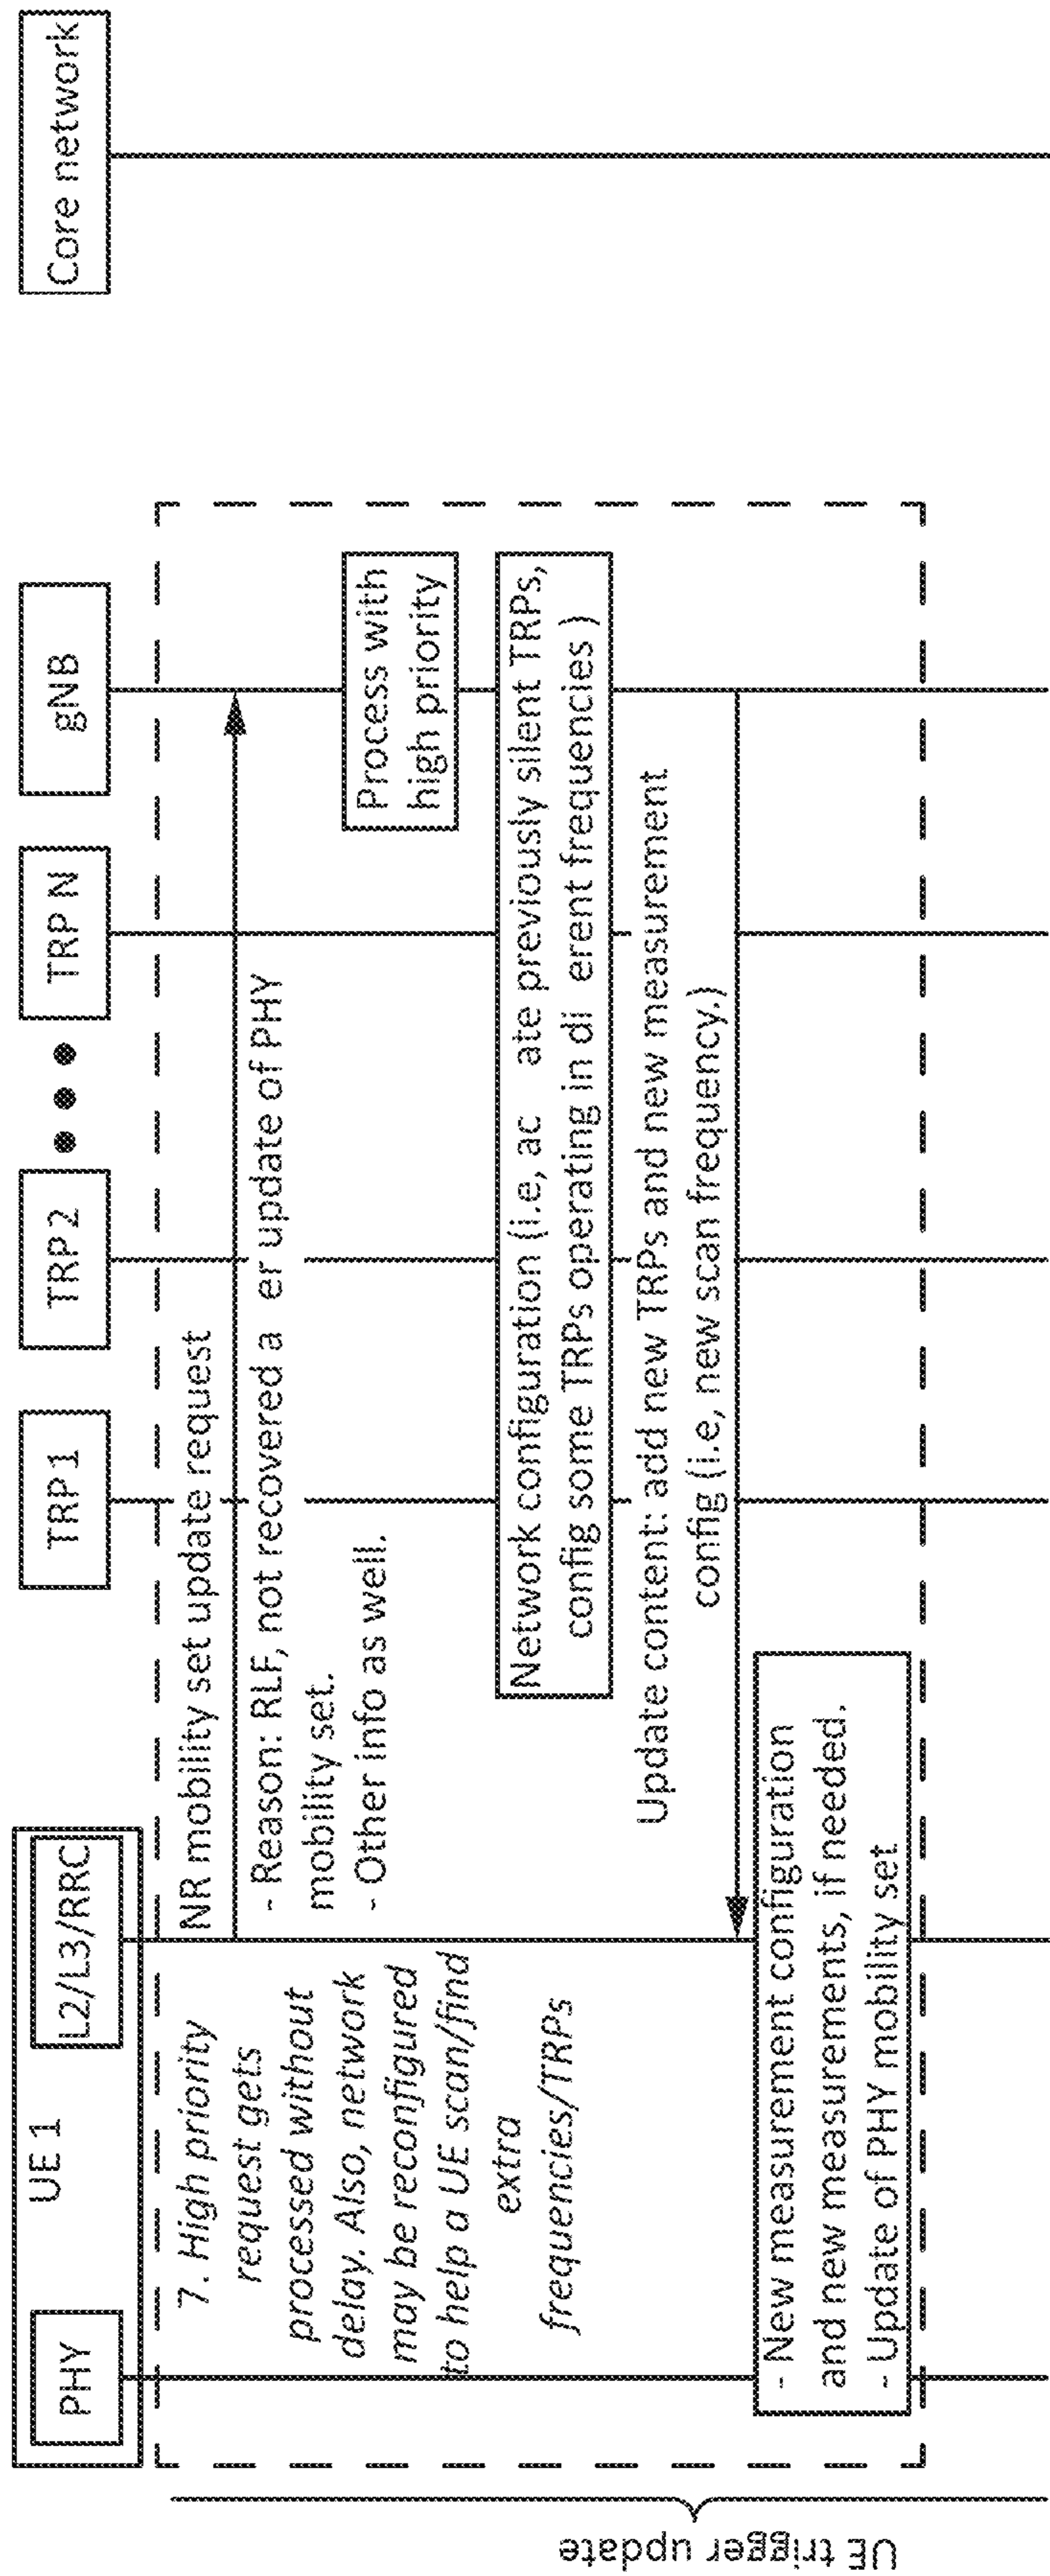 UE 1
PHY
L2/L3/RRC
TRP 1
TRP 2
TRP N
gNB
Core network
7. High priority
request gets
processed without
delay. Also, network
may be reconfigured
to help a UE scan/find
extra
frequencies/TRPs
NR mobility set update request
- Reason: RLF, not recovered a er update of PHY
mobility set.
- Other info as well.
Process with
high priority
Network configuration (i.e, ac ate previously silent TRPs,
config some TRPs operating in di erent frequencies )
Update content: add new TRPs and new measurement
config (i.e, new scan frequency.)
- New measurement configuration
and new measurements, if needed.
- Update of PHY mobility set
UE trigger update